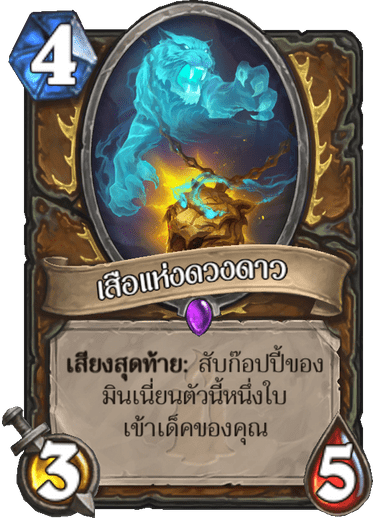 4
เสือแห่งดวงดาว
เสียงสุดท้าย: สับก๊อปปี้ของ
มินเนี่ยนตัวนี้หนึ่งใบ
เข้าเด็คของคุณ
3
5